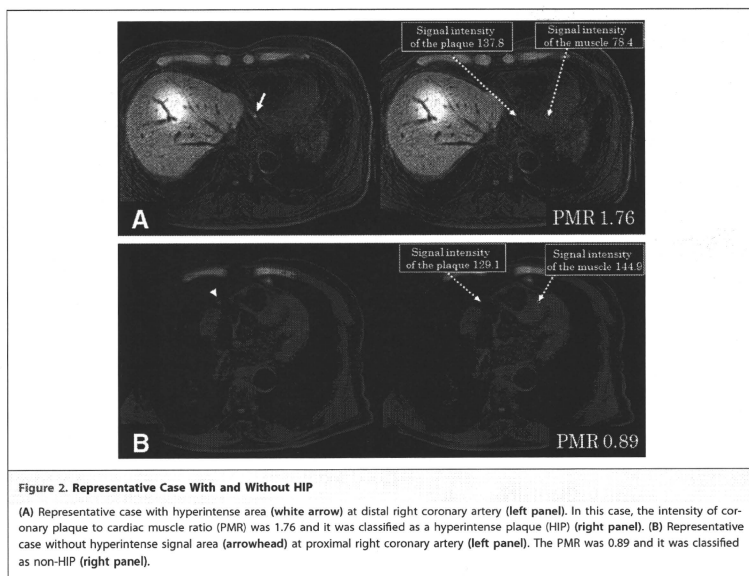 Signal intensity
of the plaque 137.8
Signal intensity
of the muscle 78.4
A
PMR 1.76
Signal intensity
of the plaque 129.1
Signal intensity
of the muscle 144.9
B
PMR 0.89
Figure 2. Representative Case With and Without HIP
(A) Representative case with hyperintense area (white arrow) at distal right coronary artery (left panel). In this case, the intensity of cor-
onary plaque to cardiac muscle ratio (PMR) was 1.76 and it was classified as a hyperintense plaque (HIP) (right panel). (B) Representative
case without hyperintense signal area (arrowhead) at proximal right coronary artery (left panel). The PMR was 0.89 and it was classified
as non-HIP (right panel).